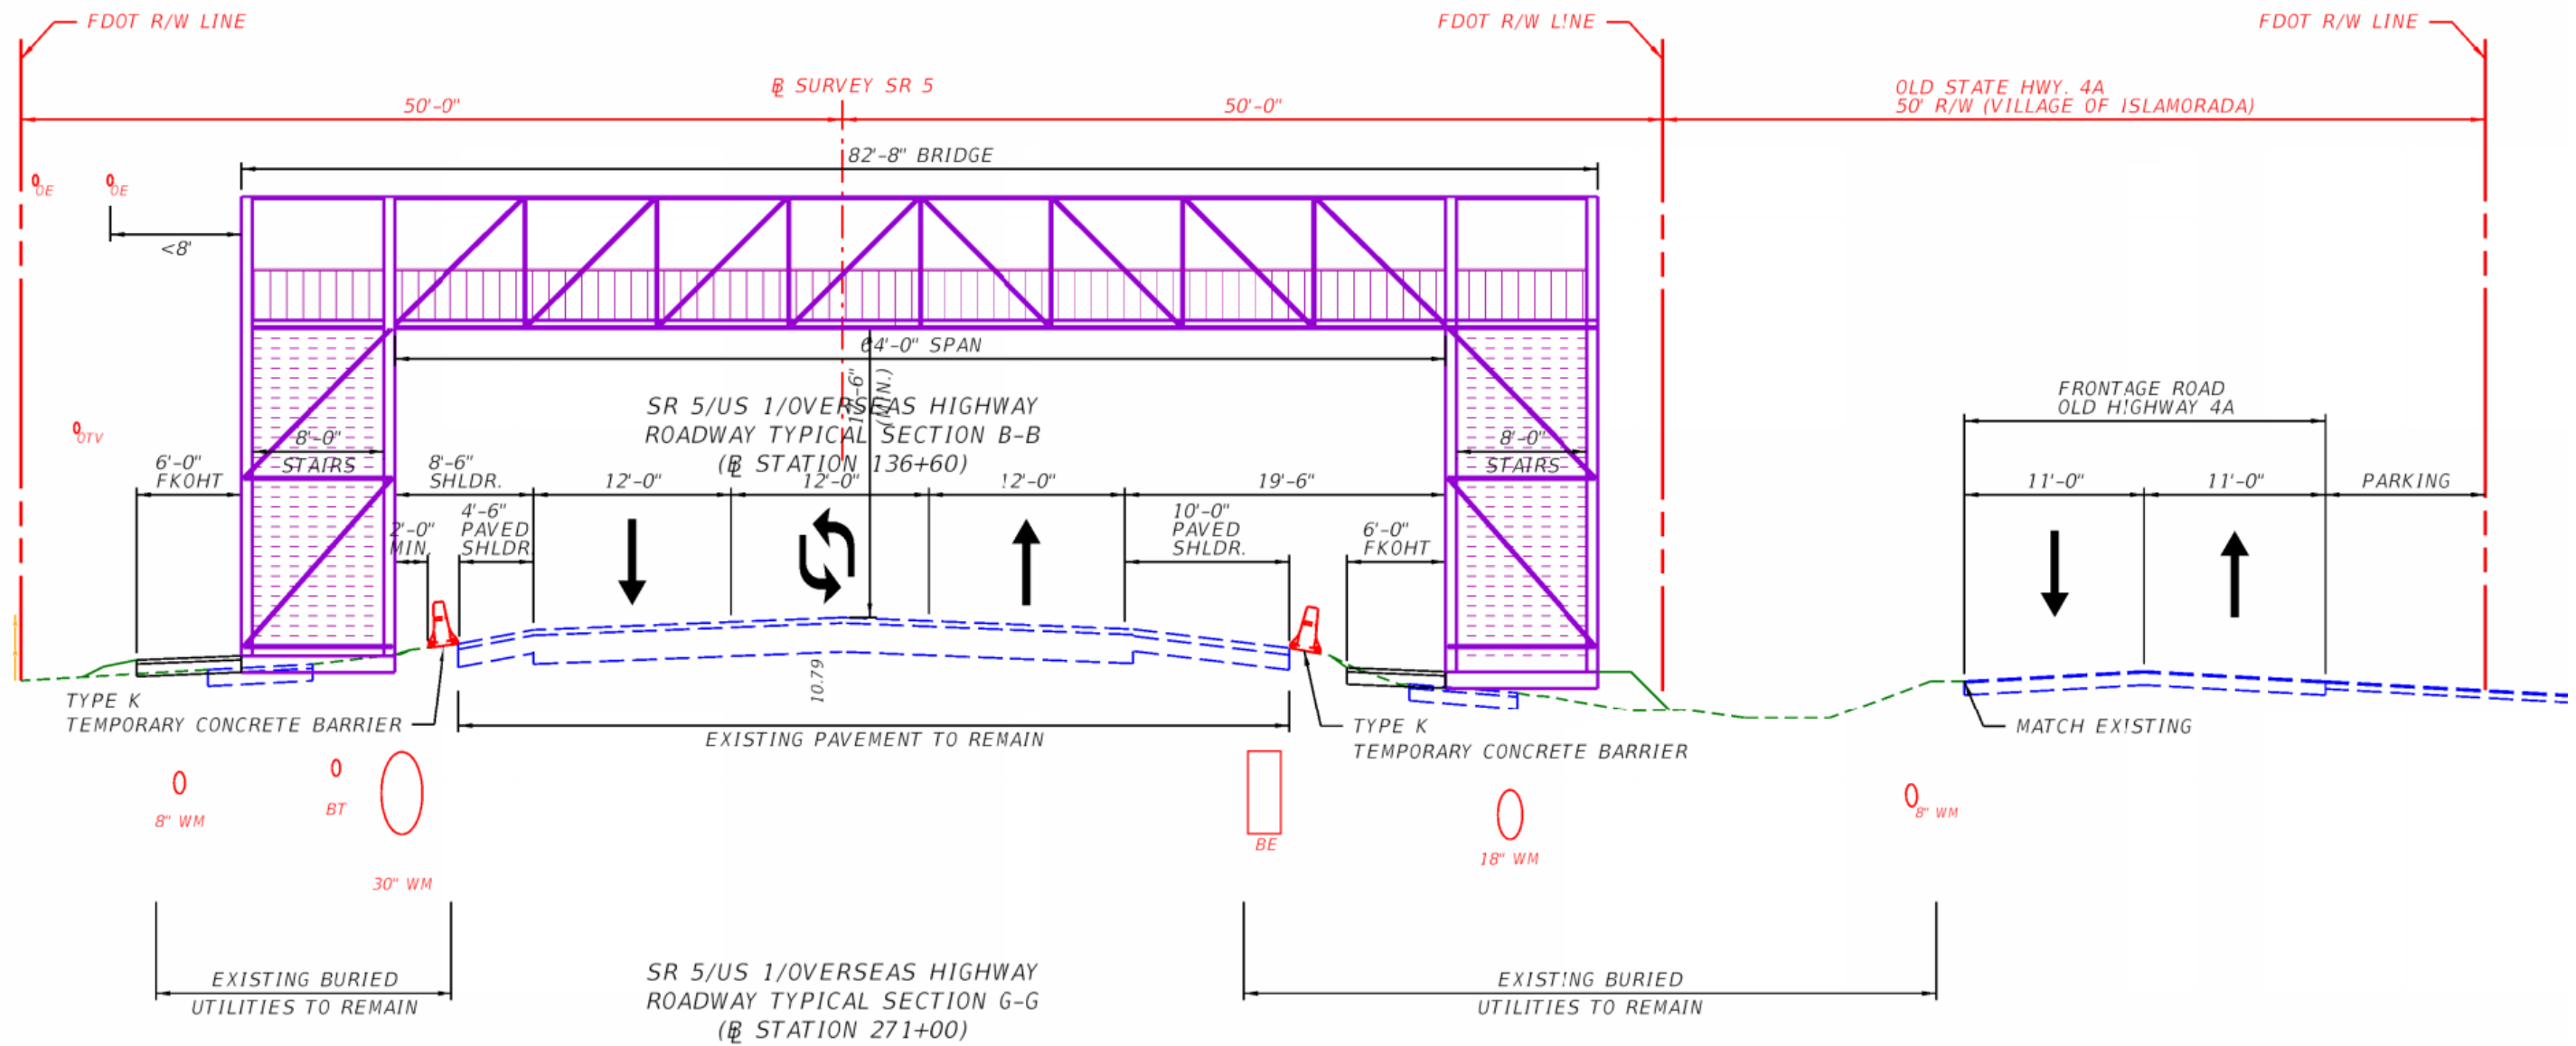 FDOT R/W LINE
FDOT R/W LINE
FDOT R/W LINE
BL SURVEY SR 5
50'-0"
50'-0"
OLD STATE HWY. 4A
50' R/W (VILLAGE OF ISLAMORADA)
82'-8" BRIDGE
OE
OE
<8'
64'-0" SPAN
(MIN.)
SR 5/US 1/OVERSEAS HIGHWAY
ROADWAY TYPICAL SECTION B-B
(BL STATION 136+60)
FRONTAGE ROAD
OLD HIGHWAY 4A
OTV
8'-0"
STAIRS
8'-0"
STAIRS
6'-0"
FKOHT
8'-6"
SHLDR.
12'-0"
12'-0"
12'-0"
19'-6"
11'-0"
11'-0"
PARKING
2'-0"
MIN.
4'-6"
PAVED
SHLDR.
10'-0"
PAVED
SHLDR.
6'-0"
FKOHT
10.79
TYPE K
TEMPORARY CONCRETE BARRIER
EXISTING PAVEMENT TO REMAIN
TYPE K
TEMPORARY CONCRETE BARRIER
MATCH EXISTING
8" WM
BT
30" WM
BE
18" WM
8" WM
EXISTING BURIED
UTILITIES TO REMAIN
SR 5/US 1/OVERSEAS HIGHWAY
ROADWAY TYPICAL SECTION G-G
(BL STATION 271+00)
EXISTING BURIED
UTILITIES TO REMAIN